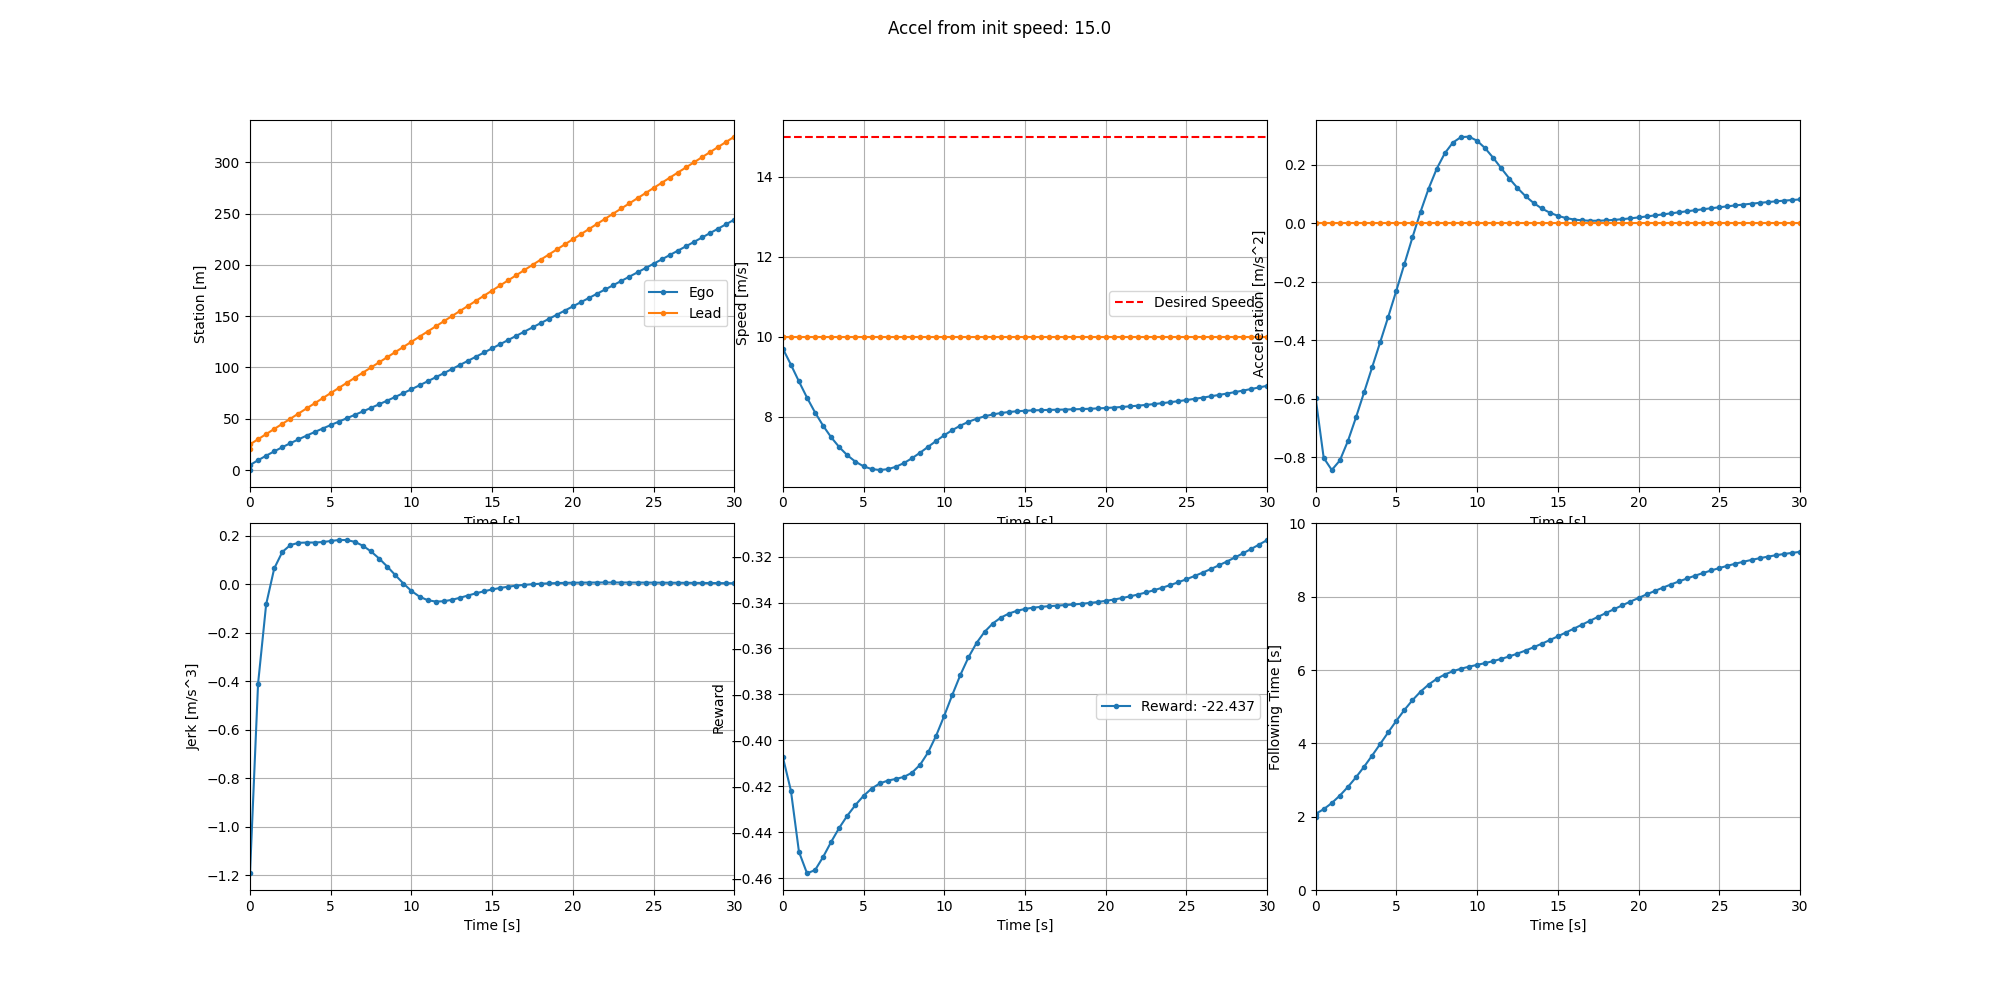 Accel from init speed: 15.0
Station [m]
300
250
200
150
100
50
0
0 5 10 15 20 25 30
Time [s]
Ego
Lead
Speed [m/s]
14
12
10
8
0 5 10 15 20 25 30
Time [s]
Desired Speed
Acceleration [m/s^2]
0.2
0.0
−0.2
−0.4
−0.6
−0.8
0 5 10 15 20 25 30
Time [s]
Jerk [m/s^3]
0.2
0.0
−0.2
−0.4
−0.6
−0.8
−1.0
−1.2
0 5 10 15 20 25 30
Time [s]
Reward
−0.32
−0.34
−0.36
−0.38
−0.40
−0.42
−0.44
−0.46
0 5 10 15 20 25 30
Time [s]
Reward: -22.437
Following Time [s]
10
8
6
4
2
0
0 5 10 15 20 25 30
Time [s]